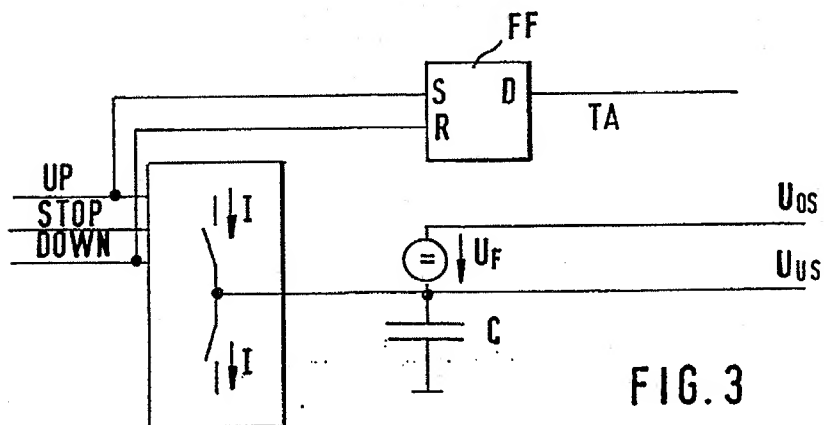 FF
S D
R
TA
UP
STOP
DOWN
I
I
=
UF
UOS
UUS
C
FIG. 3